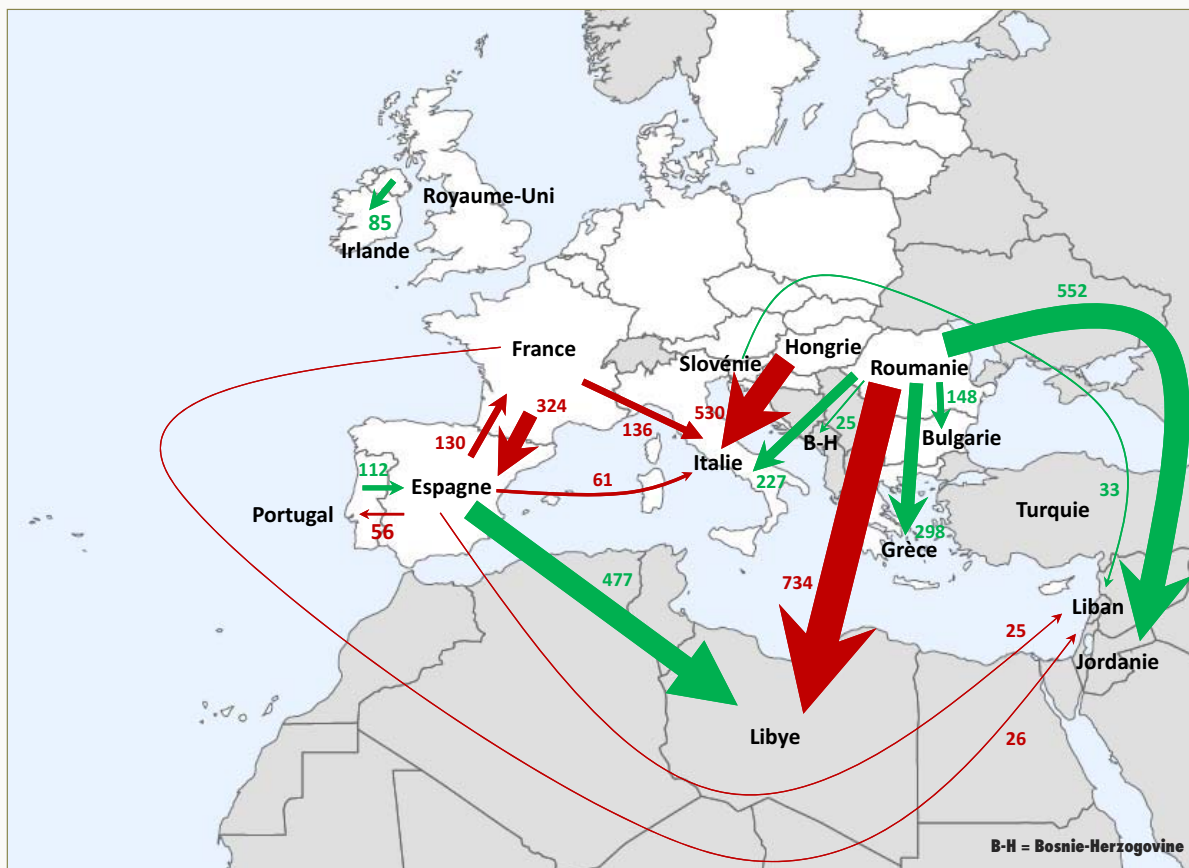 Royaume-Uni
85
Irlande
552
France
Slovénie
Hongrie
Roumanie
324
530
25
148
130
136
B-H
Bulgarie
Italie
112
Espagne
61
227
33
Portugal
56
Turquie
298
Grèce
477
734
Liban
25
Jordanie
Libye
26
B-H = Bosnie-Herzogovine